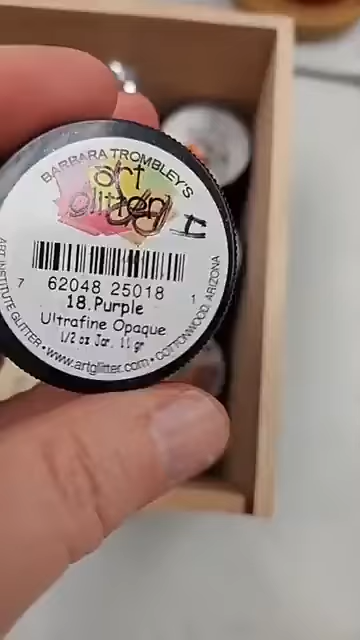 BARBARA TROMBLEY'S
art
glitter
I
7 62048 25018 1
18.Purple
Ultrafine Opaque
1/2 oz Jar. 11 gr
ART INSTITUTE GLITTER • www.artglitter.com • COTTONWOOD, ARIZONA